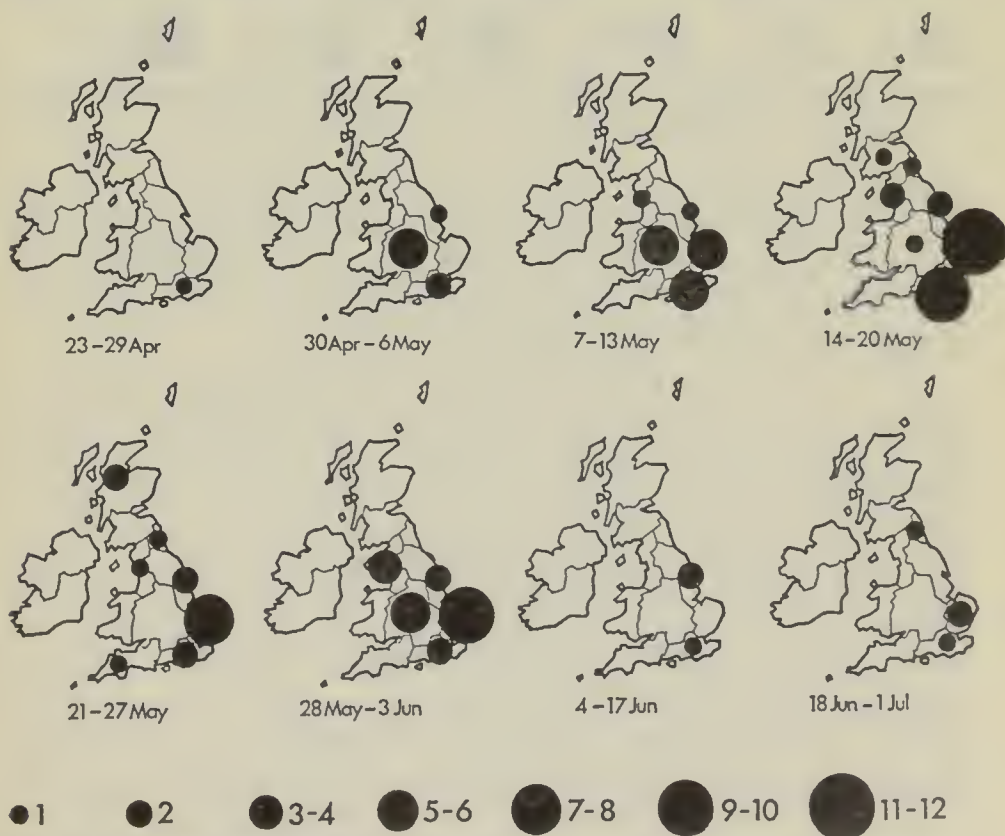 23-29 Apr
30 Apr-6 May
7-13 May
14-20 May
21-27 May
28 May-3 Jun
4-17 Jun
18 Jun-1 Jul
1 2 3-4 5-6 7-8 9-10 11-12